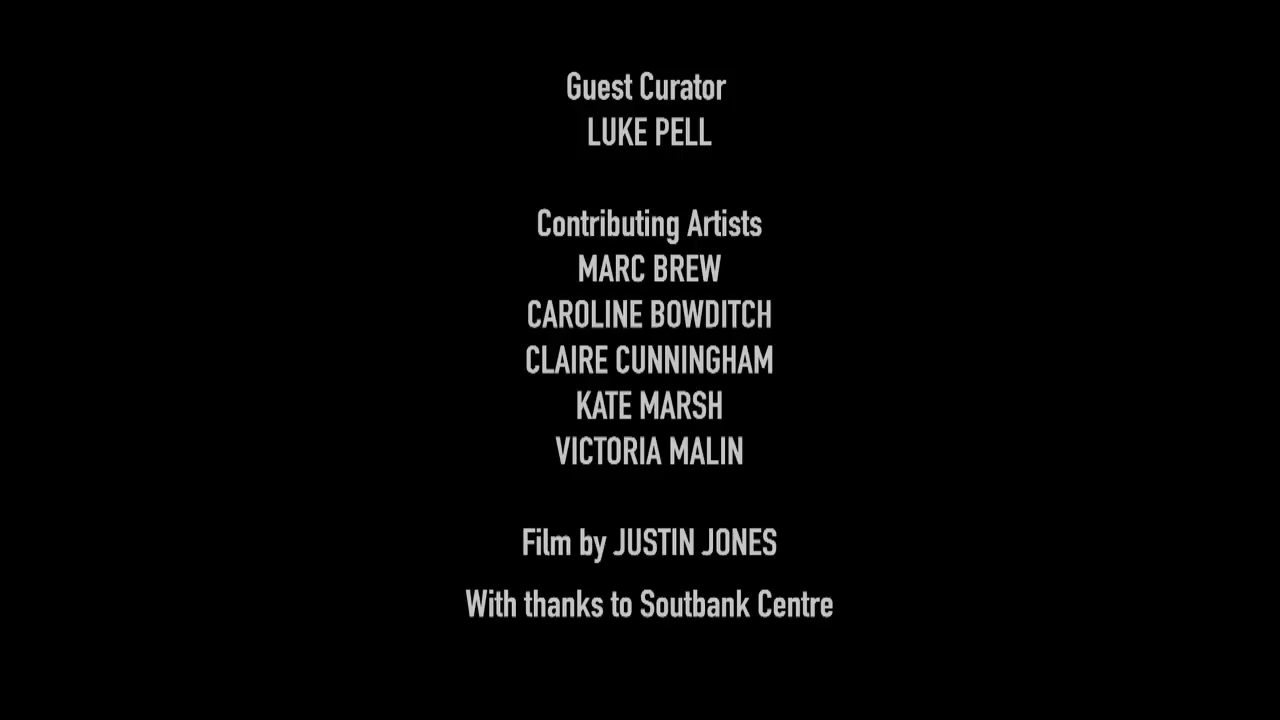 Guest Curator
LUKE PELL
Contributing Artists
MARC BREW
CAROLINE BOWDITCH
CLAIRE CUNNINGHAM
KATE MARSH
VICTORIA MALIN
Film by JUSTIN JONES
With thanks to Soutbank Centre